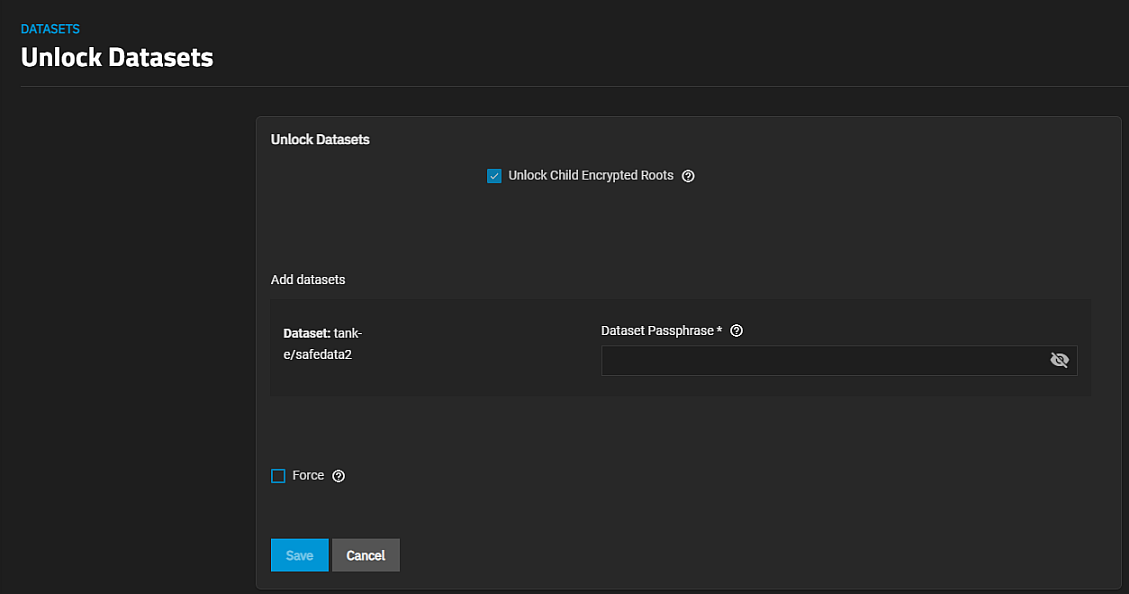 DATASETS
Unlock Datasets
Unlock Datasets
Unlock Child Encrypted Roots
Add datasets
Dataset: tank-
e/safedata2
Dataset Passphrase *
Force
Save
Cancel